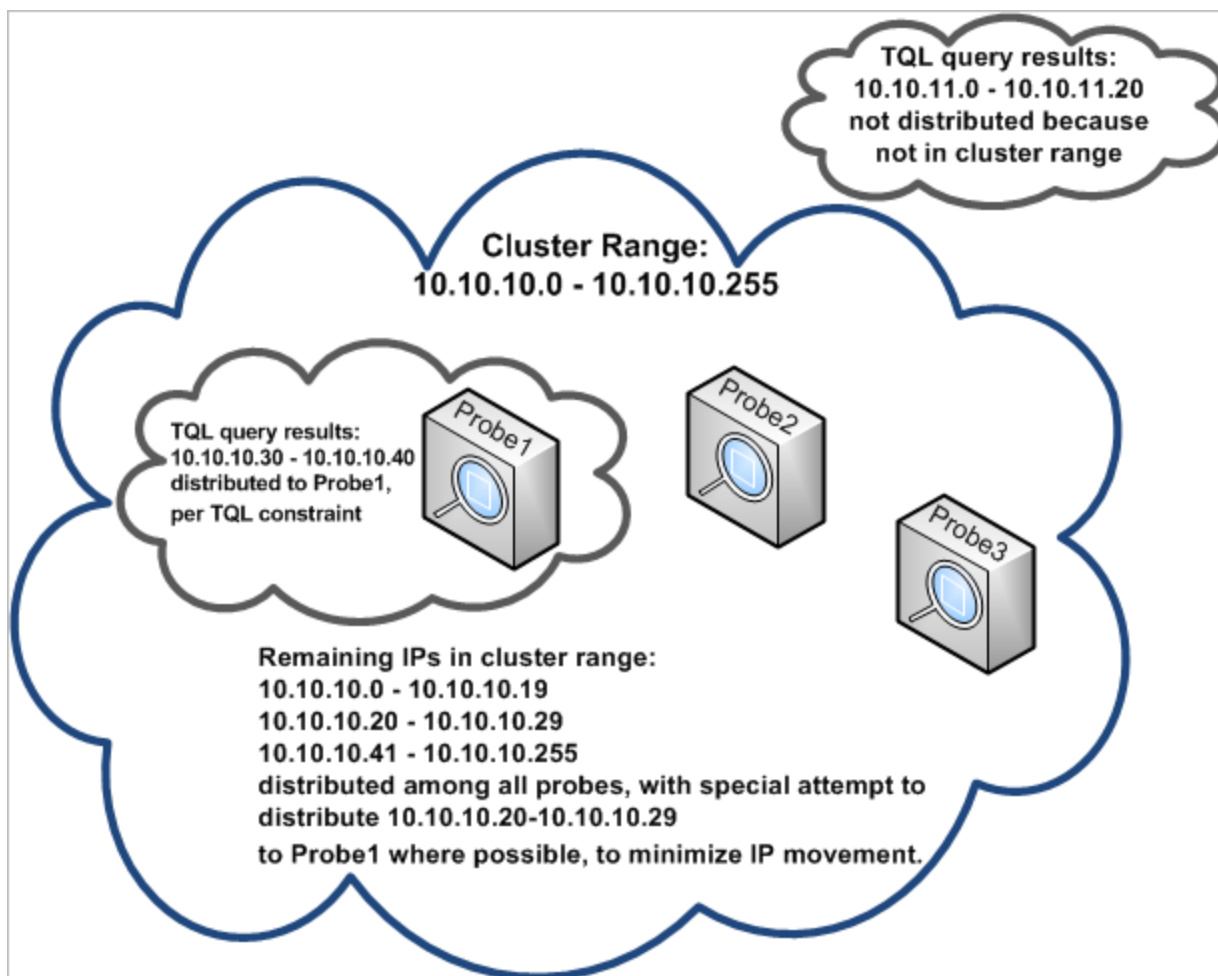 TQL query results:
10.10.11.0 - 10.10.11.20
not distributed because
not in cluster range
Cluster Range:
10.10.10.0 - 10.10.10.255
TQL query results:
10.10.10.30 - 10.10.10.40
distributed to Probe1,
per TQL constraint
Probe1
Probe2
Probe3
Remaining IPs in cluster range:
10.10.10.0 - 10.10.10.19
10.10.10.20 - 10.10.10.29
10.10.10.41 - 10.10.10.255
distributed among all probes, with special attempt to
distribute 10.10.10.20-10.10.10.29
to Probe1 where possible, to minimize IP movement.